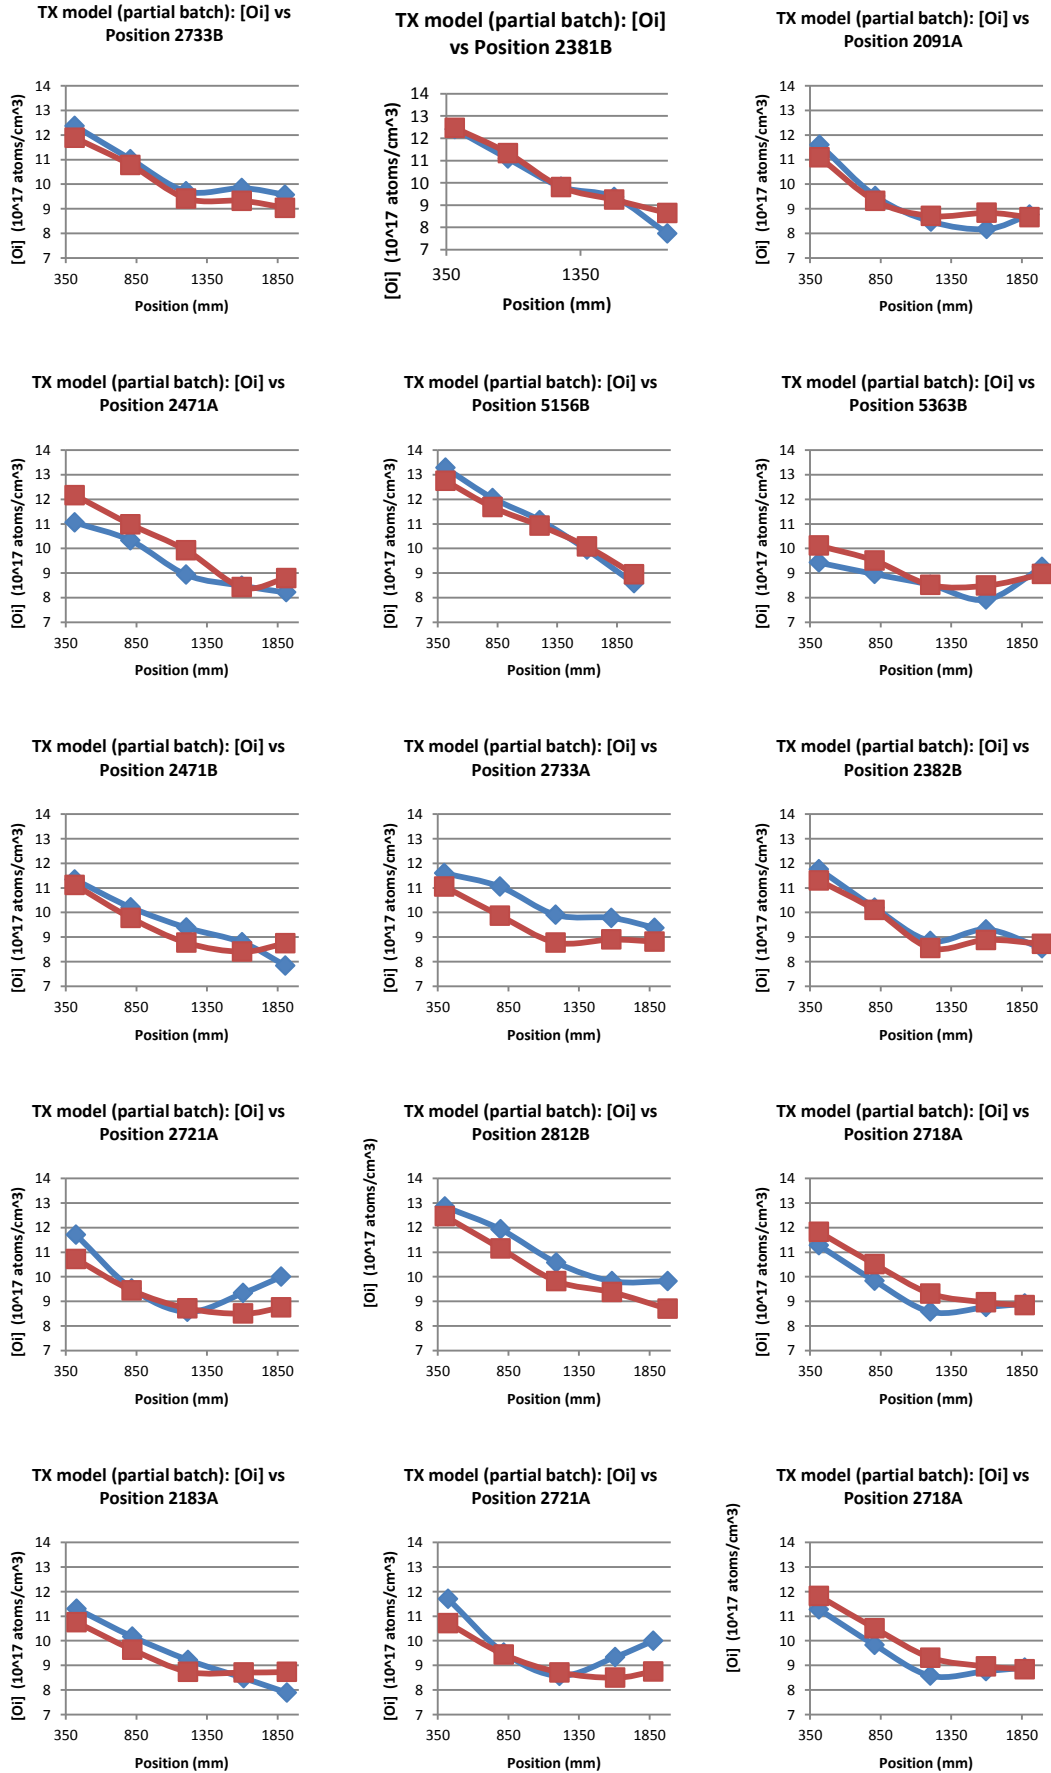 TX model (partial batch): [Oi] vs
Position 2733B
[Oi] (10^17 atoms/cm^3)
14
13
12
11
10
9
8
7
350 850 1350 1850
Position (mm)
TX model (partial batch): [Oi]
vs Position 2381B
[Oi] (10^17 atoms/cm^3)
14
13
12
11
10
9
8
7
350 1350
Position (mm)
TX model (partial batch): [Oi] vs
Position 2091A
[Oi] (10^17 atoms/cm^3)
14
13
12
11
10
9
8
7
350 850 1350 1850
Position (mm)
TX model (partial batch): [Oi] vs
Position 2471A
[Oi] (10^17 atoms/cm^3)
14
13
12
11
10
9
8
7
350 850 1350 1850
Position (mm)
TX model (partial batch): [Oi] vs
Position 5156B
[Oi] (10^17 atoms/cm^3)
14
13
12
11
10
9
8
7
350 850 1350 1850
Position (mm)
TX model (partial batch): [Oi] vs
Position 5363B
[Oi] (10^17 atoms/cm^3)
14
13
12
11
10
9
8
7
350 850 1350 1850
Position (mm)
TX model (partial batch): [Oi] vs
Position 2471B
[Oi] (10^17 atoms/cm^3)
14
13
12
11
10
9
8
7
350 850 1350 1850
Position (mm)
TX model (partial batch): [Oi] vs
Position 2733A
[Oi] (10^17 atoms/cm^3)
14
13
12
11
10
9
8
7
350 850 1350 1850
Position (mm)
TX model (partial batch): [Oi] vs
Position 2382B
[Oi] (10^17 atoms/cm^3)
14
13
12
11
10
9
8
7
350 850 1350 1850
Position (mm)
TX model (partial batch): [Oi] vs
Position 2721A
[Oi] (10^17 atoms/cm^3)
14
13
12
11
10
9
8
7
350 850 1350 1850
Position (mm)
TX model (partial batch): [Oi] vs
Position 2812B
[Oi] (10^17 atoms/cm^3)
14
13
12
11
10
9
8
7
350 850 1350 1850
Position (mm)
TX model (partial batch): [Oi] vs
Position 2718A
[Oi] (10^17 atoms/cm^3)
14
13
12
11
10
9
8
7
350 850 1350 1850
Position (mm)
TX model (partial batch): [Oi] vs
Position 2183A
[Oi] (10^17 atoms/cm^3)
14
13
12
11
10
9
8
7
350 850 1350 1850
Position (mm)
TX model (partial batch): [Oi] vs
Position 2721A
[Oi] (10^17 atoms/cm^3)
14
13
12
11
10
9
8
7
350 850 1350 1850
Position (mm)
TX model (partial batch): [Oi] vs
Position 2718A
[Oi] (10^17 atoms/cm^3)
14
13
12
11
10
9
8
7
350 850 1350 1850
Position (mm)